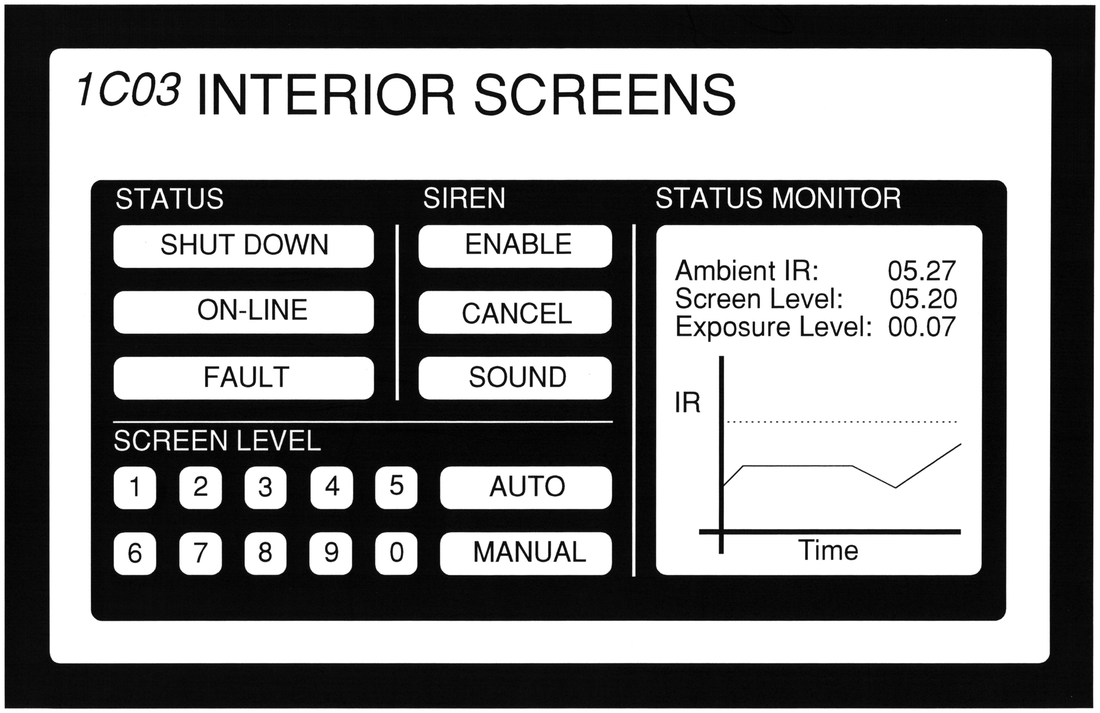 1C03 INTERIOR SCREENS
STATUS
SHUT DOWN
ON-LINE
FAULT
SIREN
ENABLE
CANCEL
SOUND
SCREEN LEVEL
1 2 3 4 5 AUTO
6 7 8 9 0 MANUAL
STATUS MONITOR
Ambient IR: 05.27
Screen Level: 05.20
Exposure Level: 00.07
IR
Time